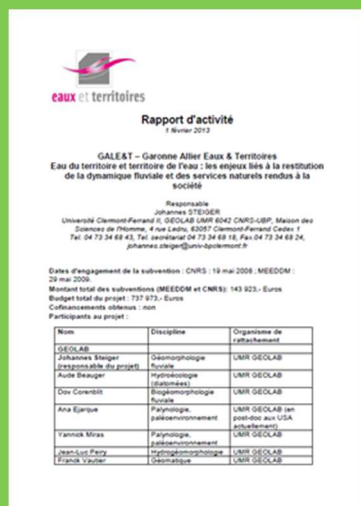 eaux et territoires
Rapport d'activité
1 février 2013
GALE&T – Garonne Allier Eaux & Territoires
Eau du territoire et territoire de l'eau : les enjeux liés à la restitution
de la dynamique fluviale et des services naturels rendus à la
société
Responsable
Johannes STEIGER
Université Clermont-Ferrand II, GEOLAB UMR 6042 CNRS-UBP, Maison des
Sciences de l'Homme, 4 rue Ledru, 63057 Clermont-Ferrand Cedex 1
Tel. 04 73 34 68 43, Tel. secrétariat 04 73 34 68 18, Fax 04 73 34 68 24,
johannes.steiger@univ-bpclermont.fr
Dates d'engagement de la subvention : CNRS : 19 mai 2008 ; MEEDDM :
29 mai 2009.
Montant total des subventions (MEEDDM et CNRS): 143 923,- Euros
Budget total du projet : 737 973,- Euros
Cofinancements obtenus : non
Participants au projet :
Nom Discipline Organisme de rattachement
GEOLAB
Johannes Steiger (responsable du projet) Géomorphologie fluviale UMR GEOLAB
Aude Beauger Hydroécologie (diatomées) UMR GEOLAB
Dov Corenblit Biogéomorphologie fluviale UMR GEOLAB
Ana Ejarque Palynologie, paléoenvironnement UMR GEOLAB (en post-doc aux USA actuellement)
Yannick Miras Palynologie, paléoenvironnement UMR GEOLAB
Jean-Luc Peiry Hydrogéomorphologie UMR GEOLAB
Franck Vautier Géomatique UMR GEOLAB